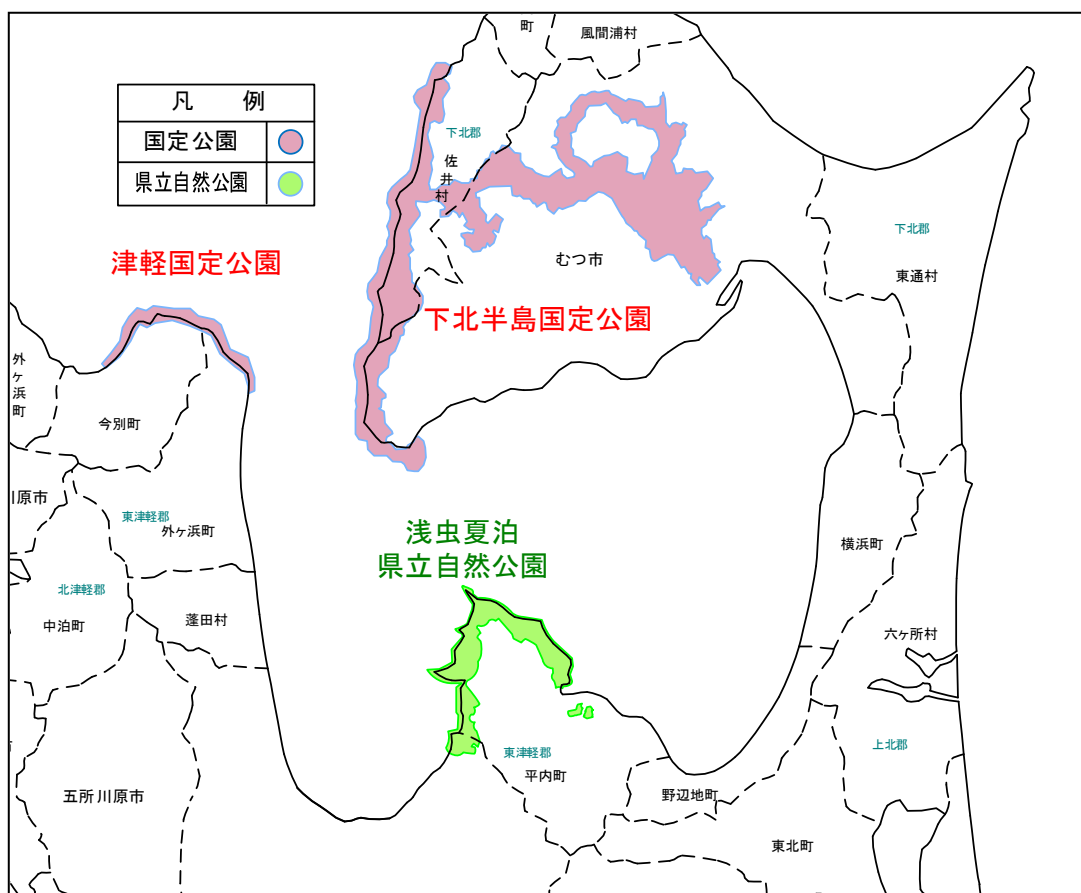 町
風間浦村
凡 例
国定公園
県立自然公園
下北郡
佐井村
下北郡
東通村
むつ市
津軽国定公園
下北半島国定公園
外ヶ浜町
今別町
川原市
東津軽郡
外ヶ浜町
浅虫夏泊
県立自然公園
横浜町
北津軽郡
中泊町
蓬田村
六ヶ所村
東津軽郡
平内町
上北郡
野辺地町
五所川原市
東北町